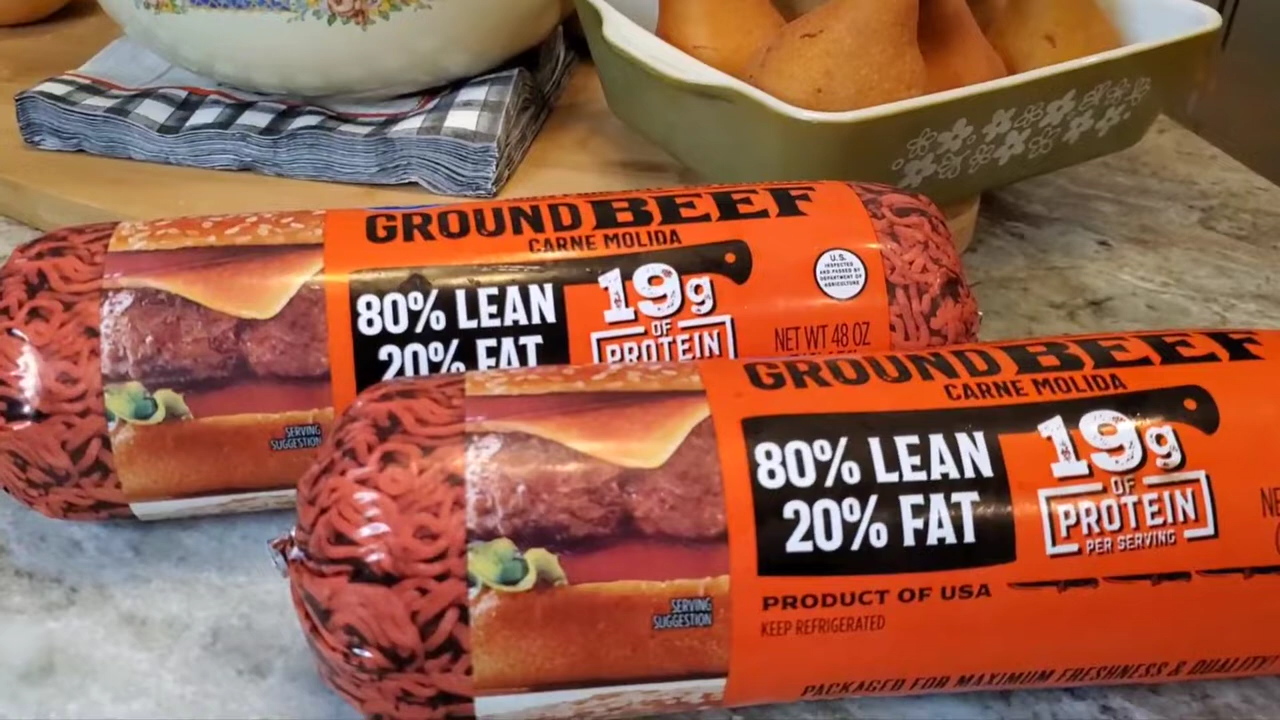 GROUND BEEF
CARNE MOLIDA
80% LEAN
20% FAT
19g
OF
PROTEIN
U.S.
INSPECTED
AND PASSED BY
DEPARTMENT OF
AGRICULTURE
NET WT 48 OZ
SERVING
SUGGESTION
GROUND BEEF
CARNE MOLIDA
80% LEAN
20% FAT
19g
OF
PROTEIN
PER SERVING
PRODUCT OF USA
KEEP REFRIGERATED
SERVING
SUGGESTION
PACKAGED FOR MAXIMUM FRESHNESS & QUALITY!